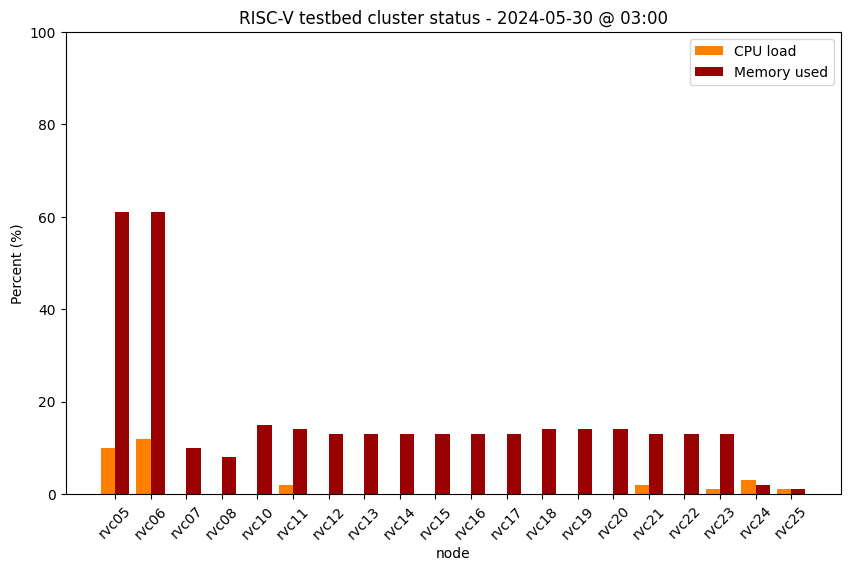 RISC-V testbed cluster status - 2024-05-30 @ 03:00
CPU load
Memory used
Percent (%)
100
80
60
40
20
0
rvc05
rvc06
rvc07
rvc08
rvc10
rvc11
rvc12
rvc13
rvc14
rvc15
rvc16
rvc17
rvc18
rvc19
rvc20
rvc21
rvc22
rvc23
rvc24
rvc25
node